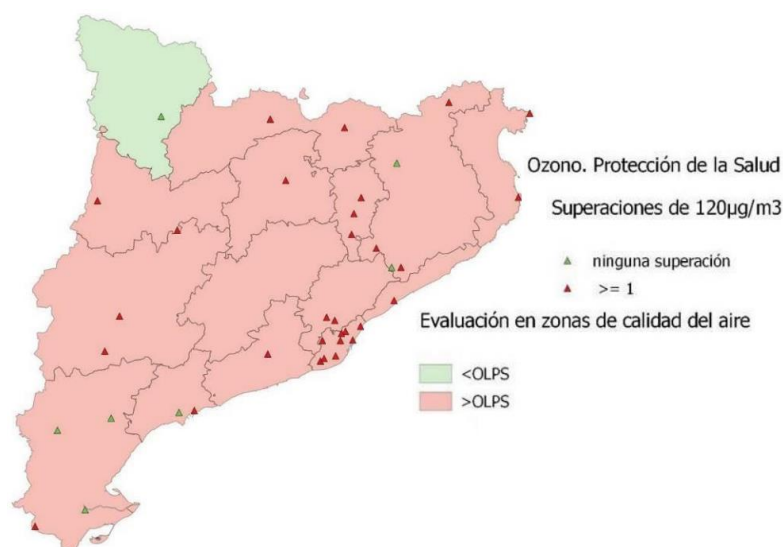 Ozono. Protección de la Salud
Superaciones de 120µg/m3
ninguna superación
>= 1
Evaluación en zonas de calidad del aire
<OLPS
>OLPS